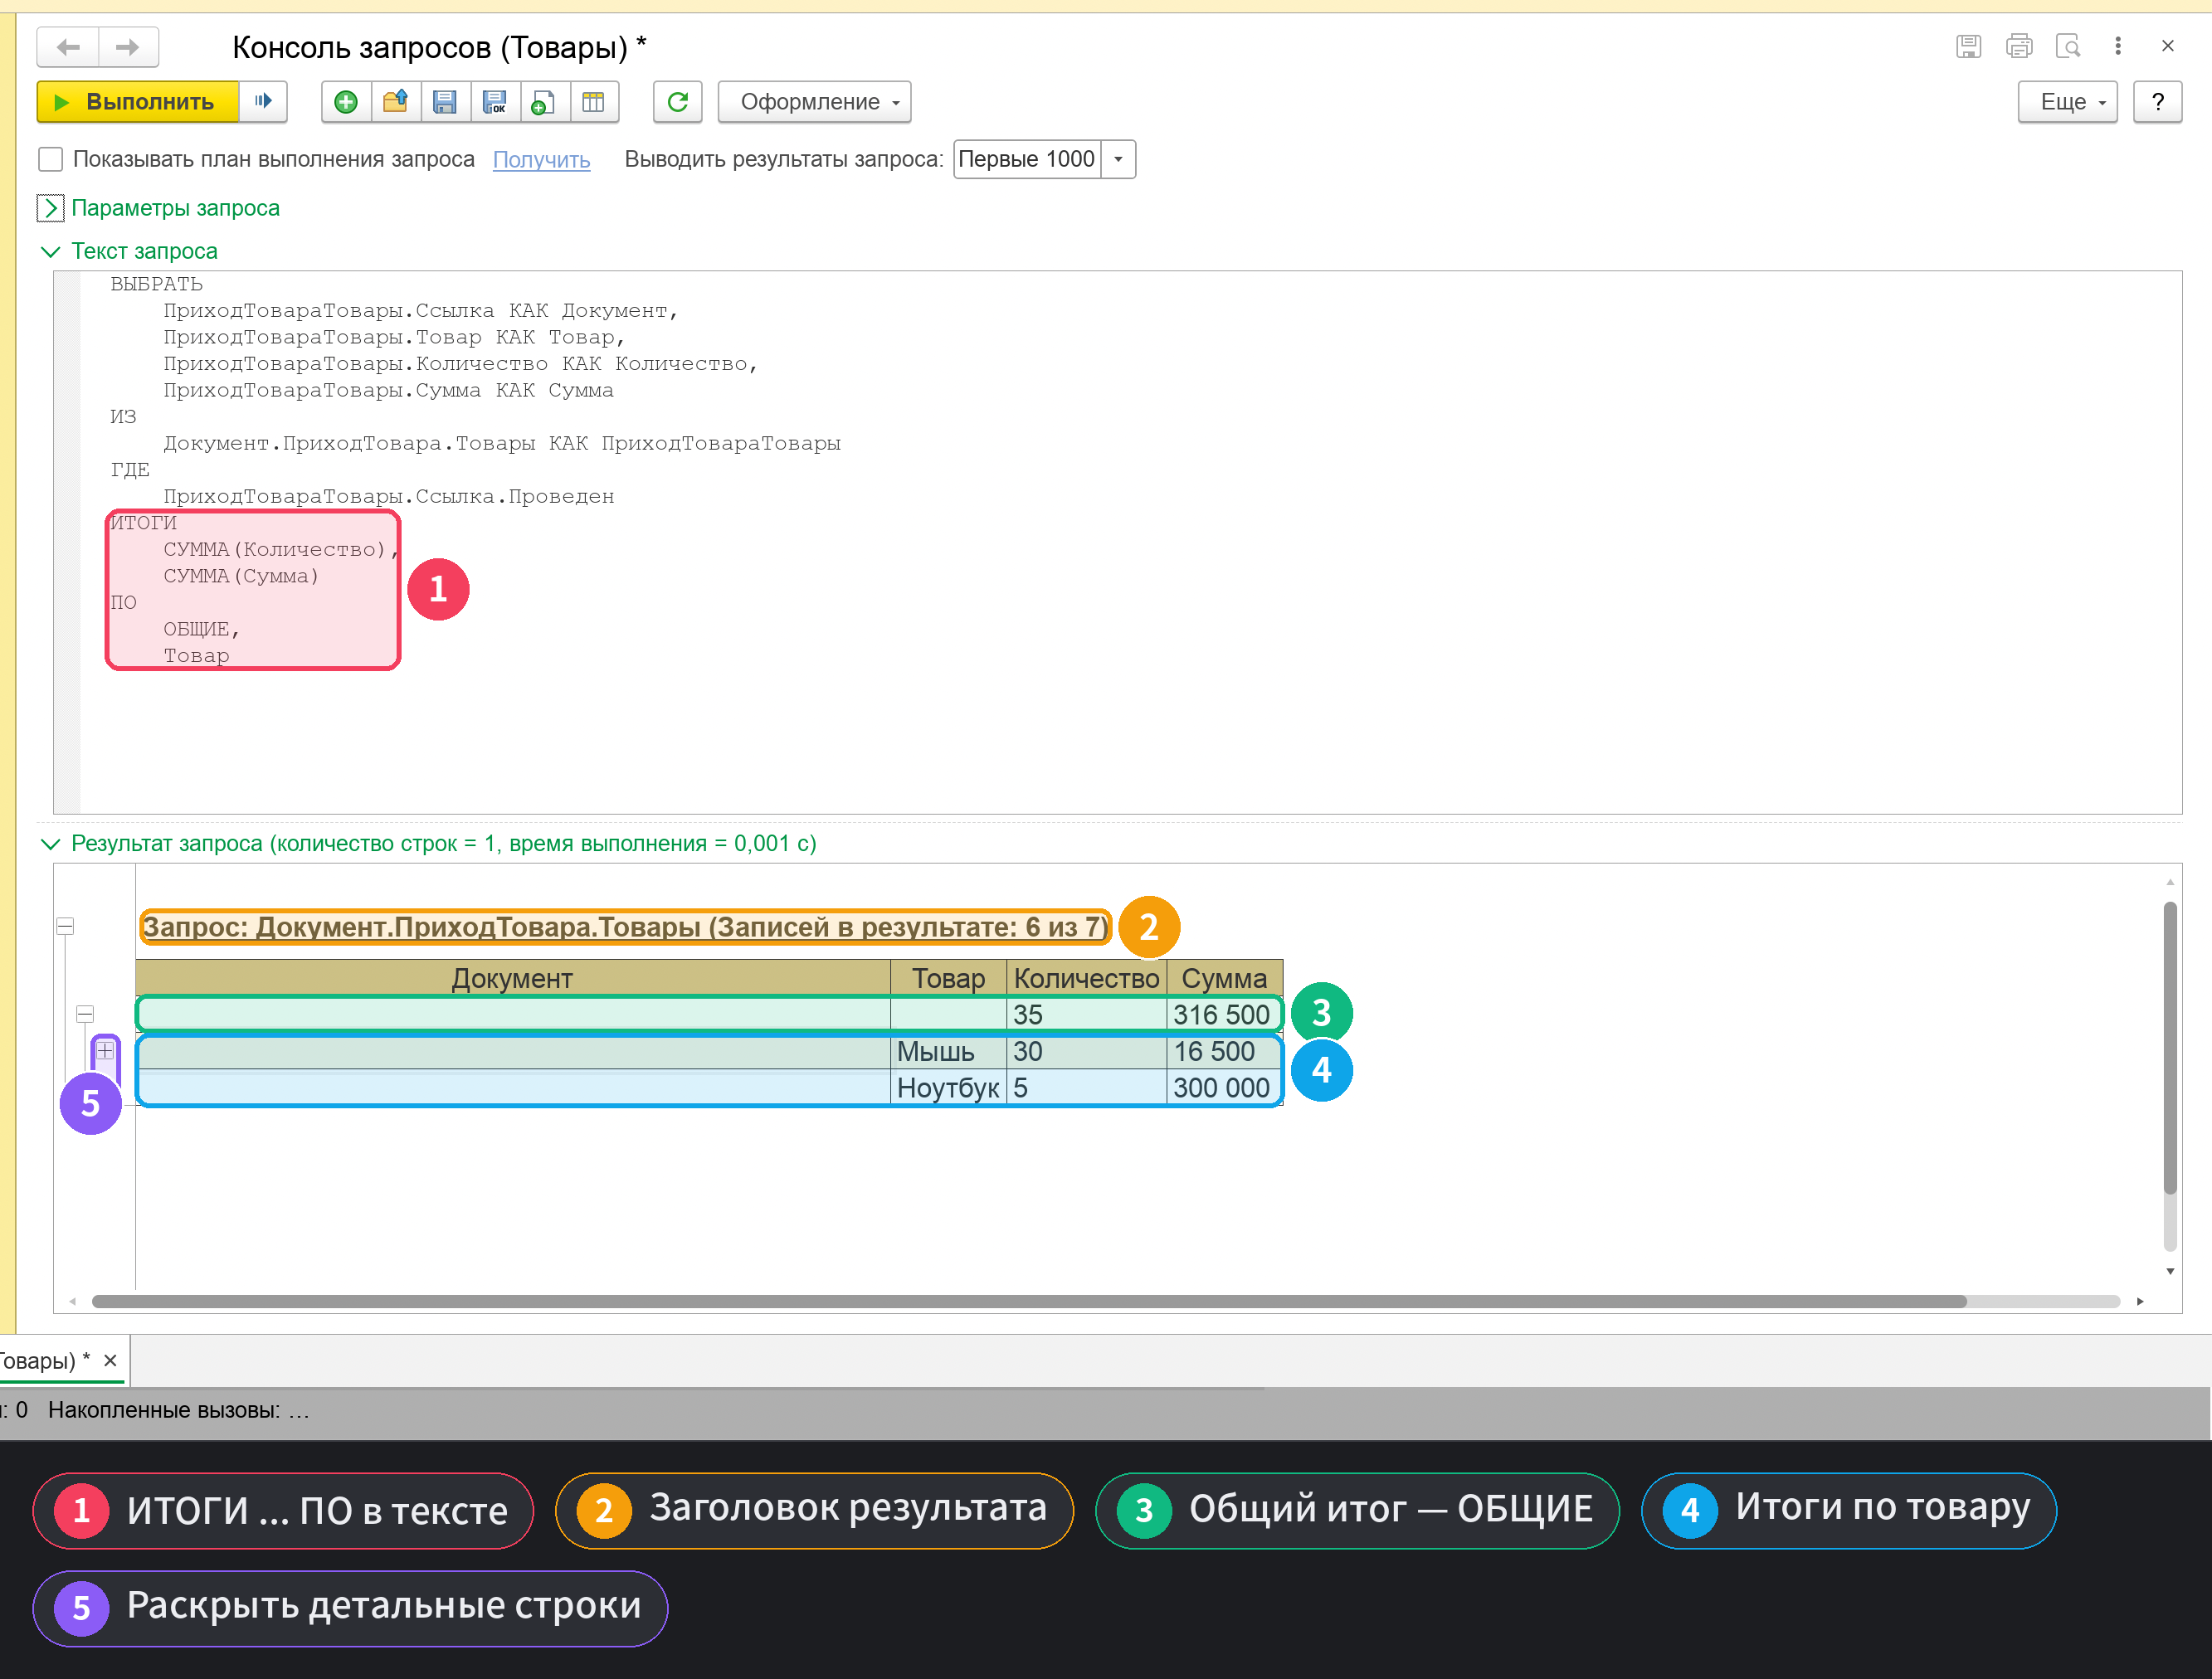 Консоль запросов (Товары) *
Выполнить
OK
Оформление
Еще
?
Показывать план выполнения запроса Получить Выводить результаты запроса: Первые 1000
Параметры запроса
Текст запроса
ВЫБРАТЬ
ПриходТовараТовары.Ссылка КАК Документ,
ПриходТовараТовары.Товар КАК Товар,
ПриходТовараТовары.Количество КАК Количество,
ПриходТовараТовары.Сумма КАК Сумма
ИЗ
Документ.ПриходТовара.Товары КАК ПриходТовараТовары
ГДЕ
ПриходТовараТовары.Ссылка.Проведен
ИТОГИ
СУММА(Количество),
СУММА(Сумма)
ПО
ОБЩИЕ,
Товар
1
Результат запроса (количество строк = 1, время выполнения = 0,001 с)
Запрос: Документ.ПриходТовара.Товары (Записей в результате: 6 из 7)
2
Документ Товар Количество Сумма
35 316 500
3
Мышь 30 16 500
4
Ноутбук 5 300 000
5
Товары) *
: 0 Накопленные вызовы: ...
1 ИТОГИ ... ПО в тексте
2 Заголовок результата
3 Общий итог — ОБЩИЕ
4 Итоги по товару
5 Раскрыть детальные строки